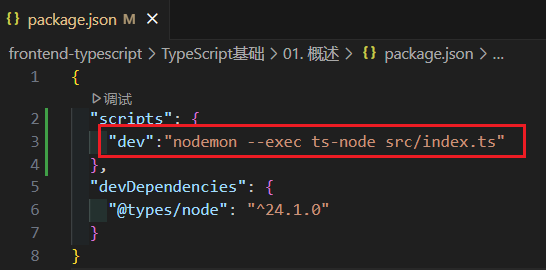 {} package.json M ×
frontend-typescript > TypeScript基础 > 01. 概述 > {} package.json > ...
1 {
▷调试
2 "scripts": {
3 "dev":"nodemon --exec ts-node src/index.ts"
4 },
5 "devDependencies": {
6 "@types/node": "^24.1.0"
7 }
8 }